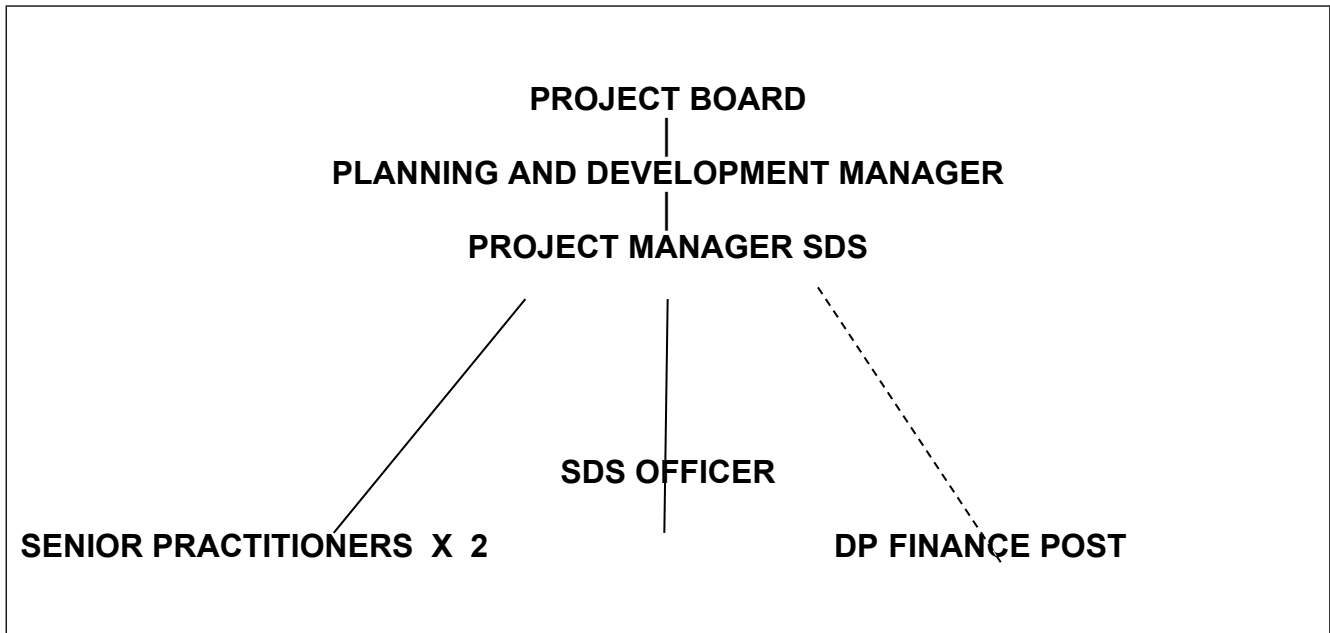 PROJECT BOARD
PLANNING AND DEVELOPMENT MANAGER
PROJECT MANAGER SDS
SDS OFFICER
SENIOR PRACTITIONERS X 2
DP FINANCE POST